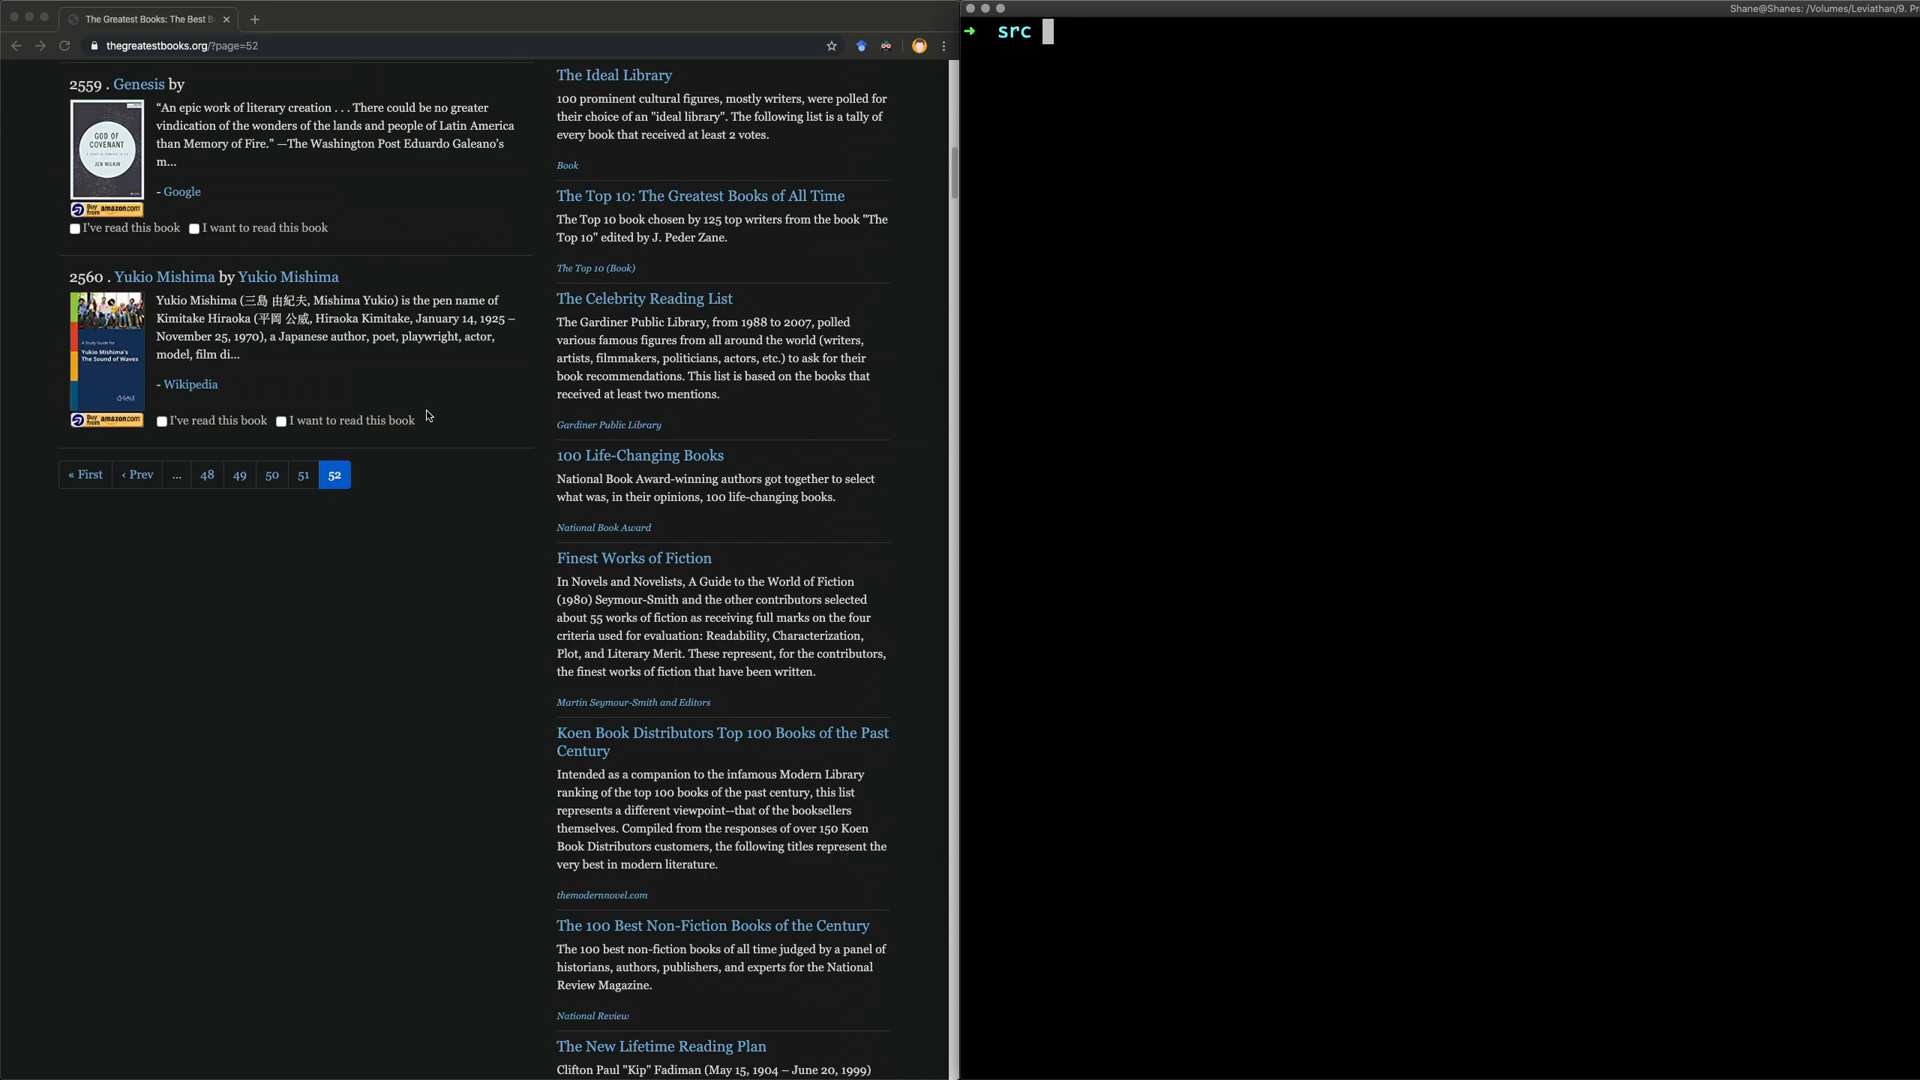 The Greatest Books: The Best B
thegreatestbooks.org/?page=52
2559 . Genesis by
GOD OF
COVENANT
JEN WILKIN
“An epic work of literary creation . . . There could be no greater
vindication of the wonders of the lands and people of Latin America
than Memory of Fire.” —The Washington Post Eduardo Galeano’s
m...
- Google
Buy from amazon.com
I've read this book I want to read this book
2560 . Yukio Mishima by Yukio Mishima
A Study Guide for
Yukio Mishima's
The Sound of Waves
GALE
Yukio Mishima (三島 由紀夫, Mishima Yukio) is the pen name of
Kimitake Hiraoka (平岡 公威, Hiraoka Kimitake, January 14, 1925 –
November 25, 1970), a Japanese author, poet, playwright, actor,
model, film di...
- Wikipedia
Buy from amazon.com
I've read this book I want to read this book
« First ‹ Prev ... 48 49 50 51 52
The Ideal Library
100 prominent cultural figures, mostly writers, were polled for
their choice of an "ideal library". The following list is a tally of
every book that received at least 2 votes.
Book
The Top 10: The Greatest Books of All Time
The Top 10 book chosen by 125 top writers from the book "The
Top 10" edited by J. Peder Zane.
The Top 10 (Book)
The Celebrity Reading List
The Gardiner Public Library, from 1988 to 2007, polled
various famous figures from all around the world (writers,
artists, filmmakers, politicians, actors, etc.) to ask for their
book recommendations. This list is based on the books that
received at least two mentions.
Gardiner Public Library
100 Life-Changing Books
National Book Award-winning authors got together to select
what was, in their opinions, 100 life-changing books.
National Book Award
Finest Works of Fiction
In Novels and Novelists, A Guide to the World of Fiction
(1980) Seymour-Smith and the other contributors selected
about 55 works of fiction as receiving full marks on the four
criteria used for evaluation: Readability, Characterization,
Plot, and Literary Merit. These represent, for the contributors,
the finest works of fiction that have been written.
Martin Seymour-Smith and Editors
Koen Book Distributors Top 100 Books of the Past
Century
Intended as a companion to the infamous Modern Library
ranking of the top 100 books of the past century, this list
represents a different viewpoint--that of the booksellers
themselves. Compiled from the responses of over 150 Koen
Book Distributors customers, the following titles represent the
very best in modern literature.
themodernnovel.com
The 100 Best Non-Fiction Books of the Century
The 100 best non-fiction books of all time judged by a panel of
historians, authors, publishers, and experts for the National
Review Magazine.
National Review
The New Lifetime Reading Plan
Clifton Paul "Kip" Fadiman (May 15, 1904 – June 20, 1999)
Shane@Shanes: /Volumes/Leviathan/9. Pr
➜ src